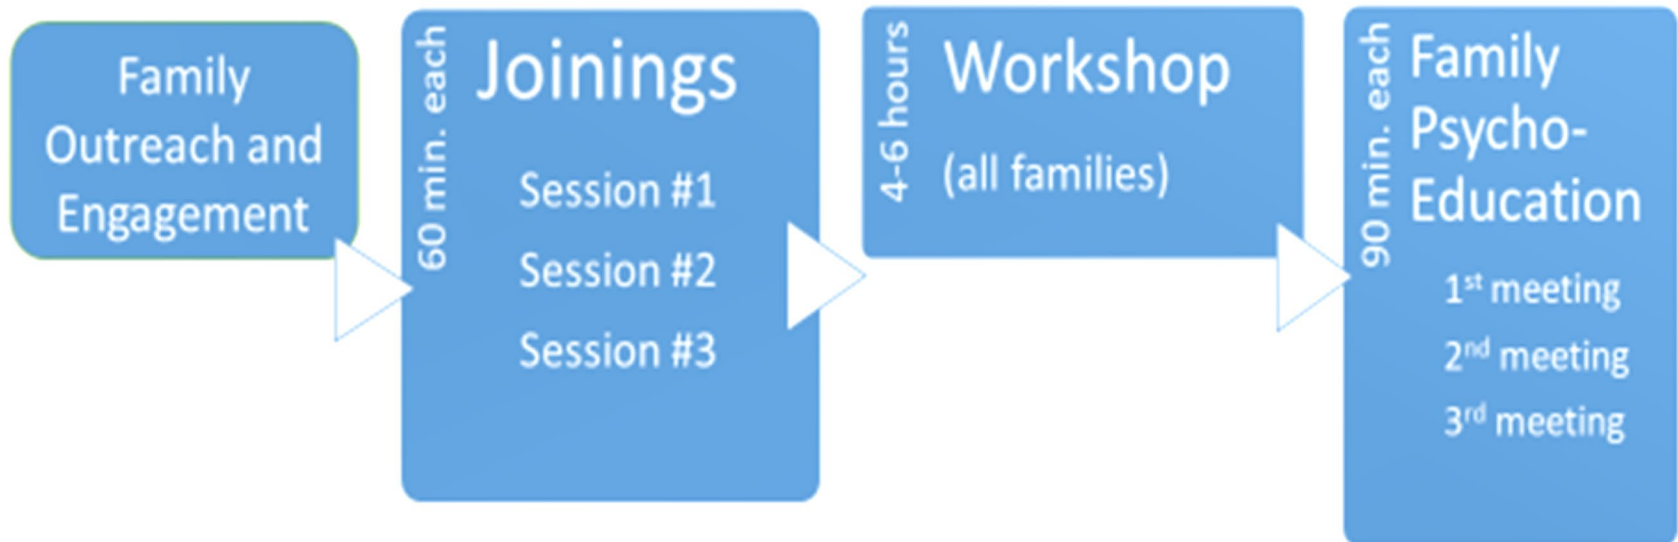 Family
Outreach and
Engagement
60 min. each
Joinings
Session #1
Session #2
Session #3
4-6 hours
Workshop
(all families)
90 min. each
Family
Psycho-
Education
1st meeting
2nd meeting
3rd meeting